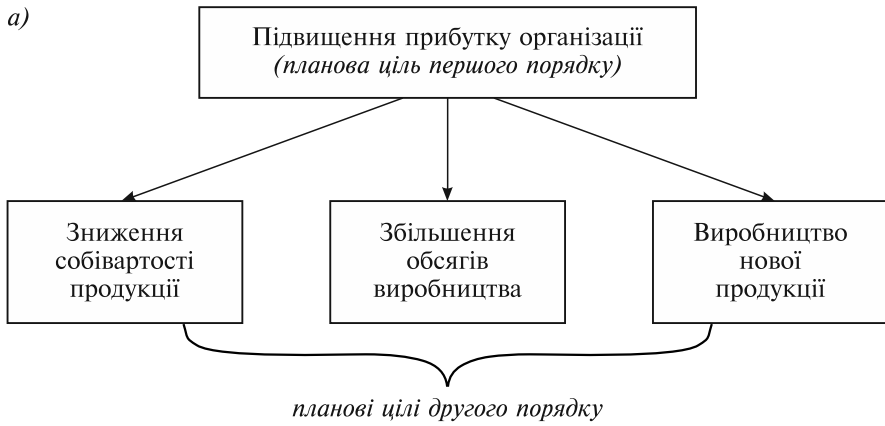 а)
Підвищення прибутку організації
(планова ціль першого порядку)
Зниження
собівартості
продукції
Збільшення
обсягів
виробництва
Виробництво
нової
продукції
планові цілі другого порядку